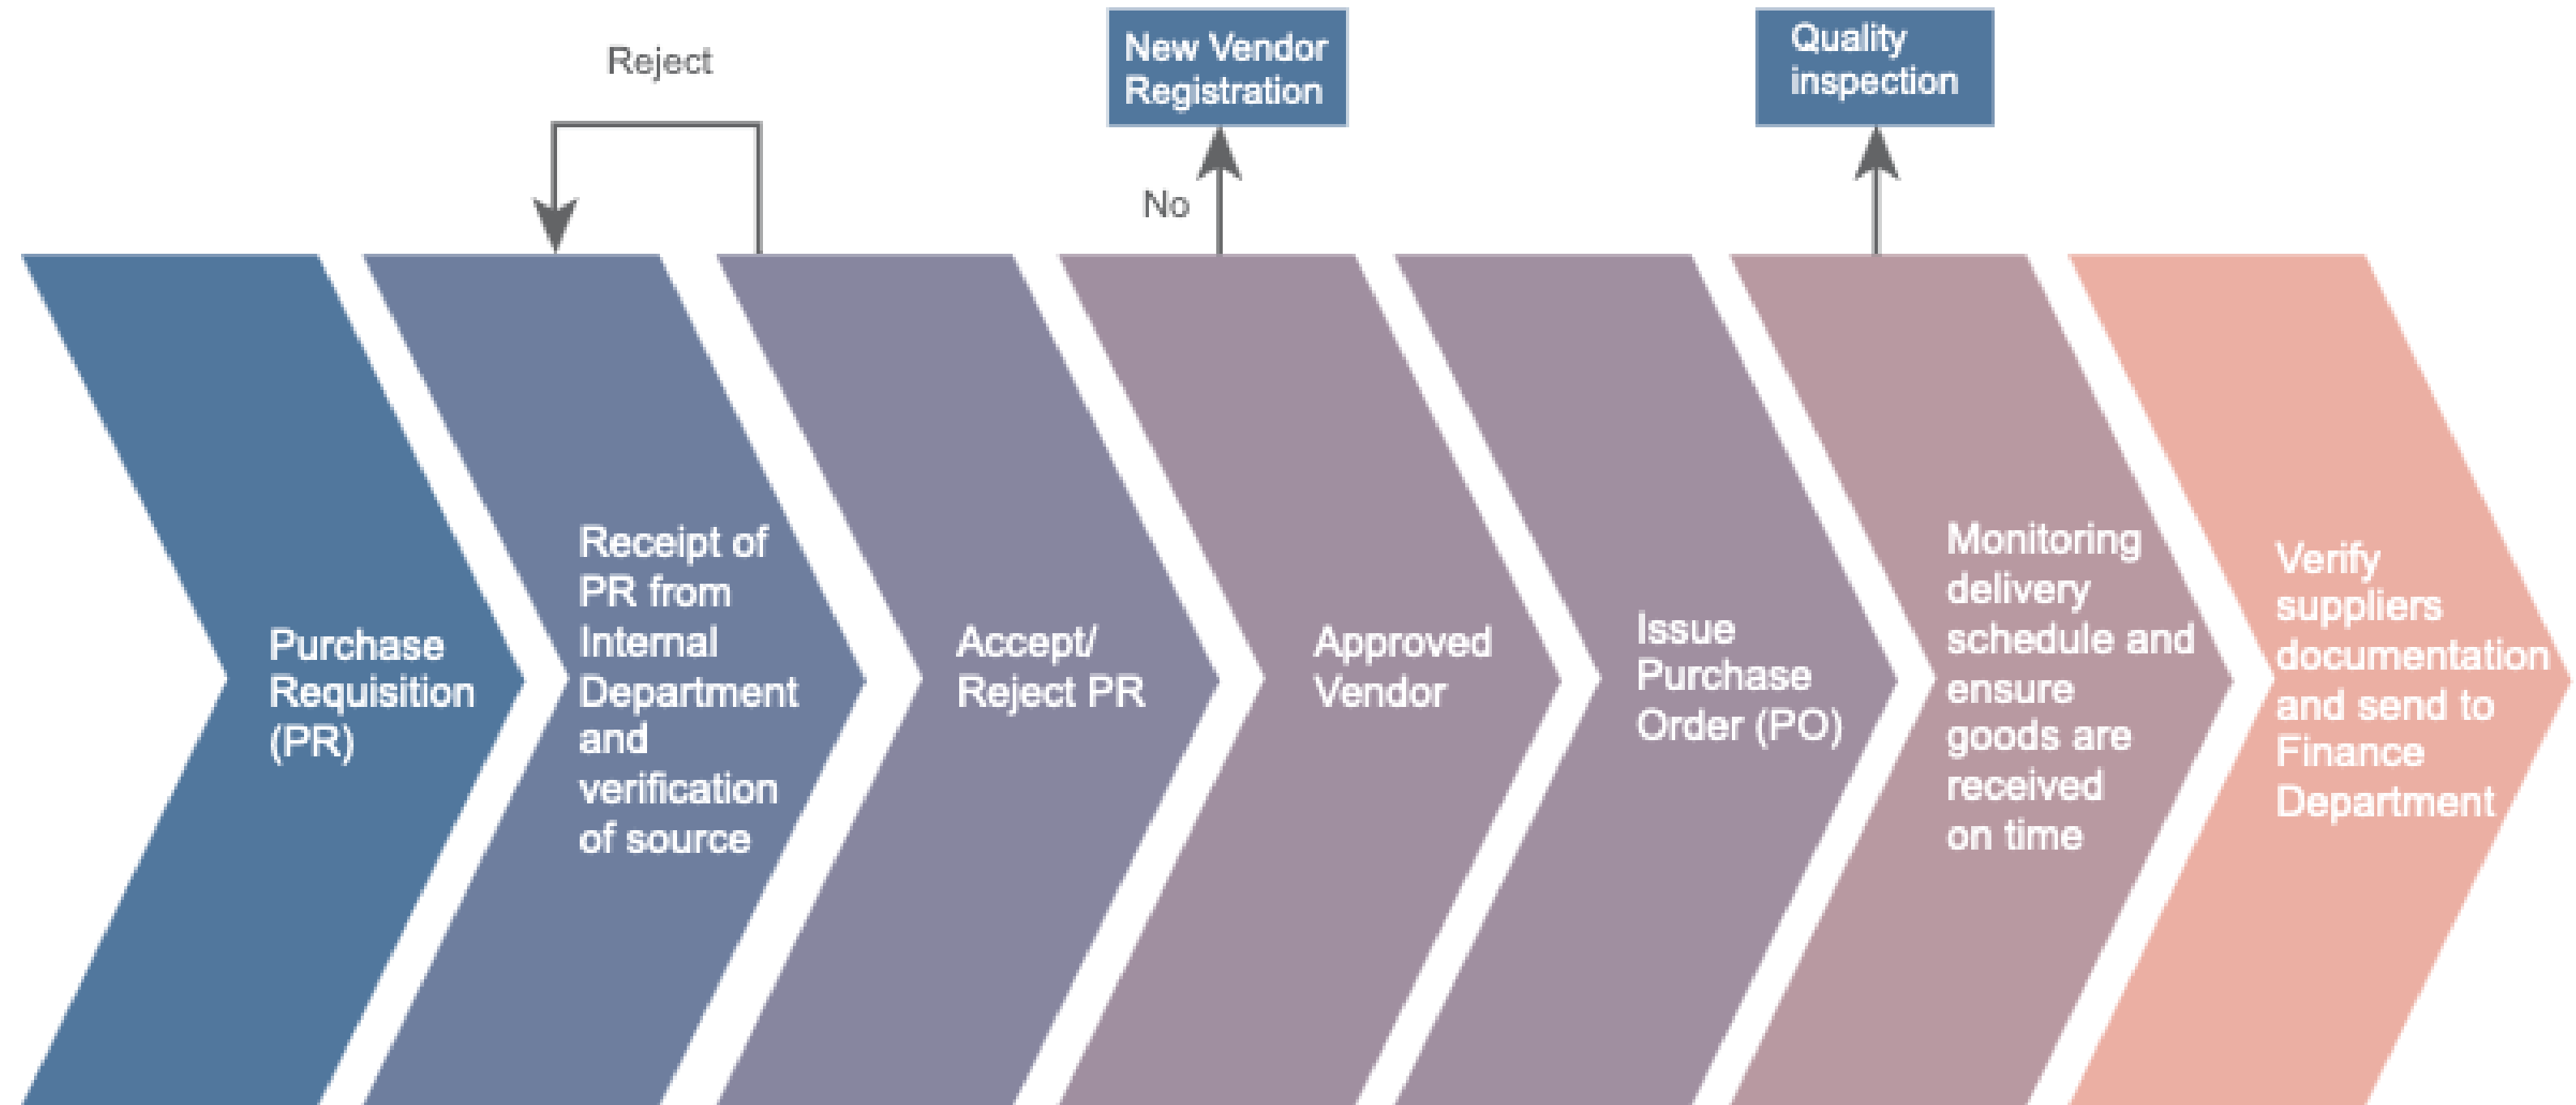 Reject
New Vendor
Registration
No
Quality
inspection
Purchase
Requisition
(PR)
Receipt of
PR from
Internal
Department
and
verification
of source
Accept/
Reject PR
Approved
Vendor
Issue
Purchase
Order (PO)
Monitoring
delivery
schedule and
ensure
goods are
received
on time
Verify
suppliers
documentation
and send to
Finance
Department